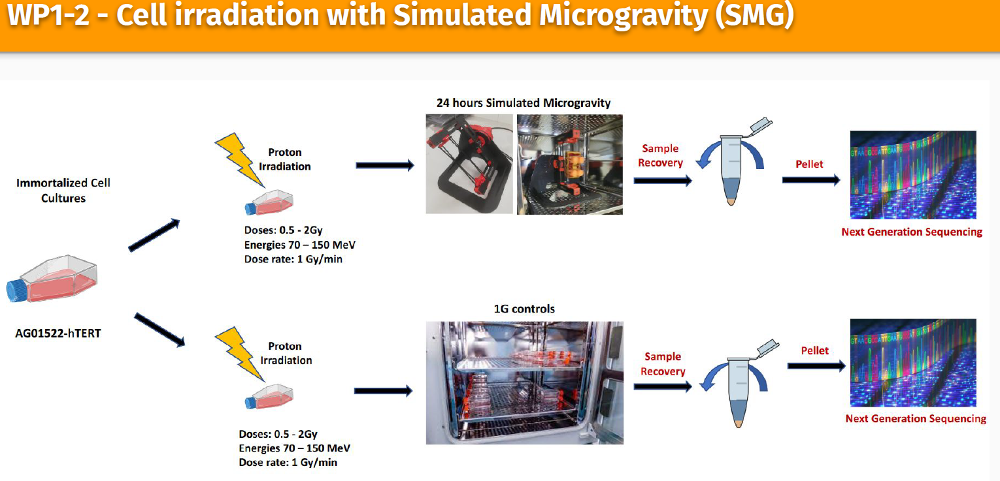 WP1-2 - Cell irradiation with Simulated Microgravity (SMG)
Immortalized Cell
Cultures
AG01522-hTERT
Proton
Irradiation
Doses: 0.5 - 2Gy
Energies 70 – 150 MeV
Dose rate: 1 Gy/min
24 hours Simulated Microgravity
Sample
Recovery
Pellet
Next Generation Sequencing
Proton
Irradiation
Doses: 0.5 - 2Gy
Energies 70 – 150 MeV
Dose rate: 1 Gy/min
1G controls
Sample
Recovery
Pellet
Next Generation Sequencing